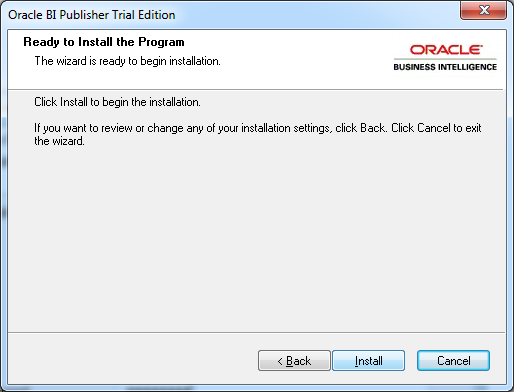 Oracle BI Publisher Trial Edition
Ready to Install the Program
The wizard is ready to begin installation.
ORACLE
BUSINESS INTELLIGENCE
Click Install to begin the installation.
If you want to review or change any of your installation settings, click Back. Click Cancel to exit
the wizard.
< Back
Install
Cancel